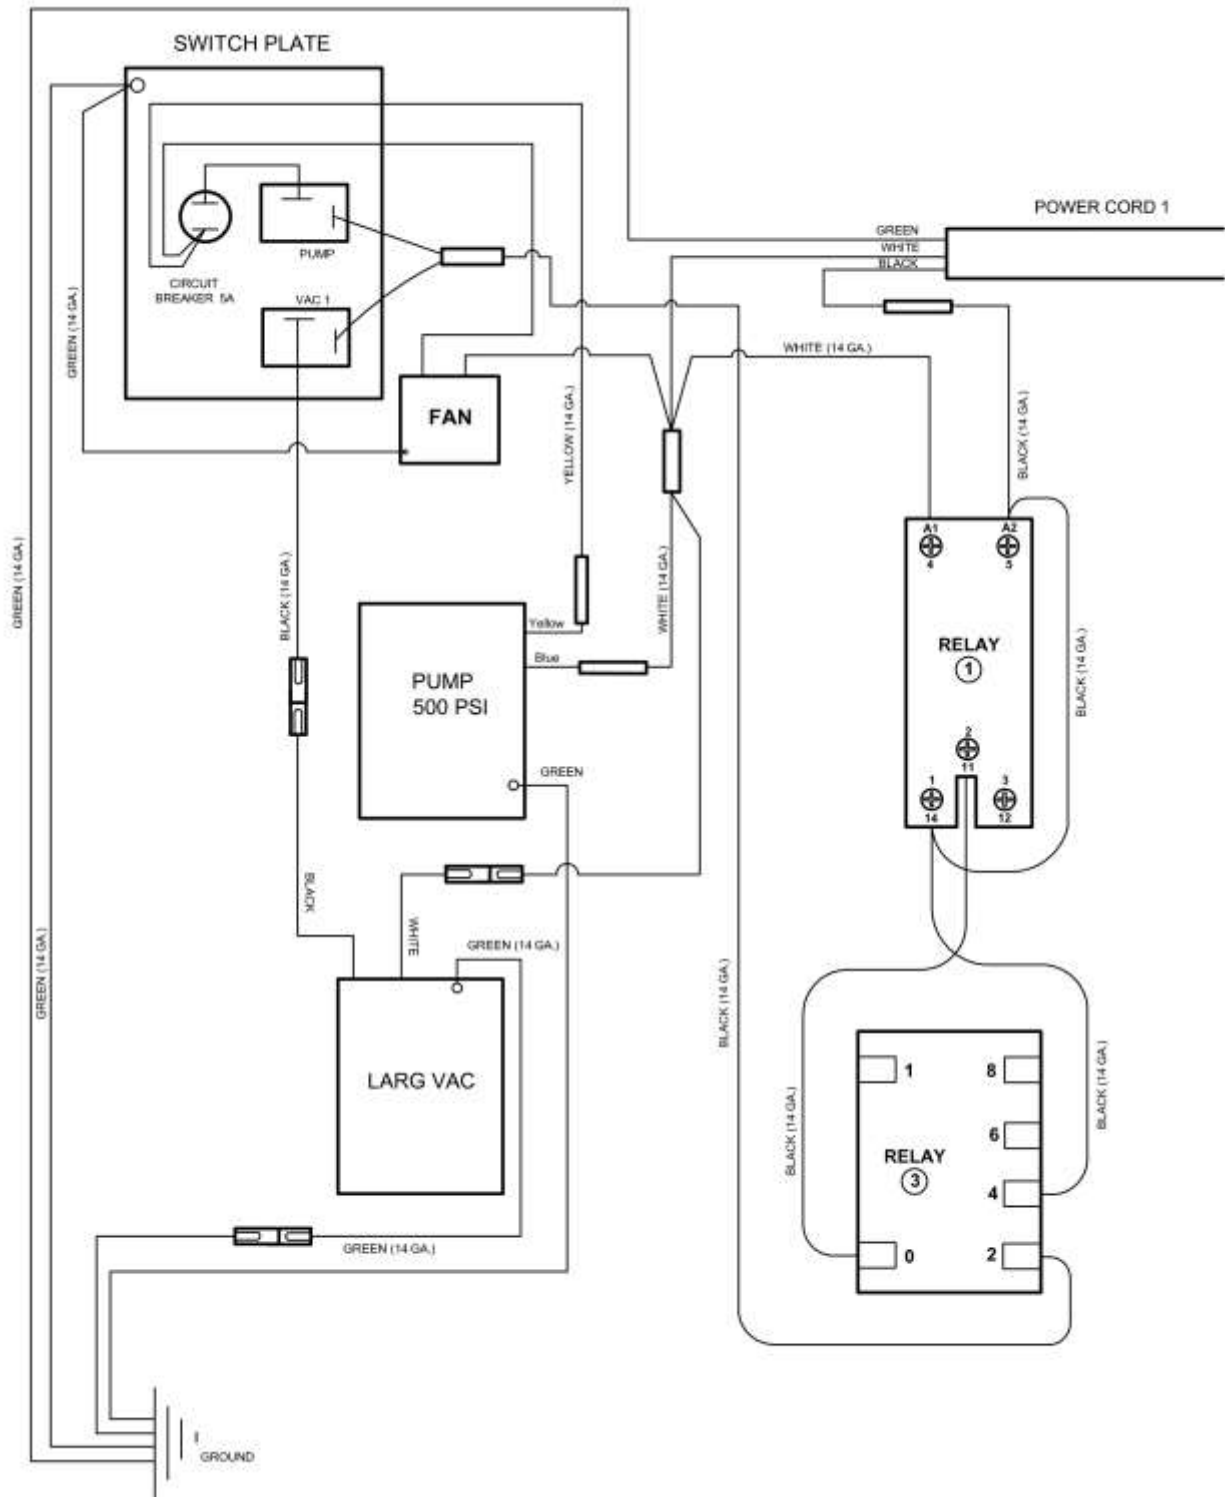 SWITCH PLATE
POWER CORD 1
GREEN
WHITE
BLACK
PUMP
CIRCUIT
BREAKER 5A
VAC 1
GREEN (14 GA.)
WHITE (14 GA.)
FAN
YELLOW (14 GA.)
BLACK (14 GA.)
A1
A2
4
5
GREEN (14 GA.)
BLACK (14 GA.)
WHITE (14 GA.)
Yellow
Blue
RELAY
1
BLACK (14 GA.)
PUMP
500 PSI
2
11
GREEN
1
3
14
12
BLACK
WHITE
GREEN (14 GA.)
GREEN (14 GA.)
BLACK (14 GA.)
LARG VAC
1
8
BLACK (14 GA.)
BLACK (14 GA.)
6
RELAY
3
4
0
2
GREEN (14 GA.)
GROUND